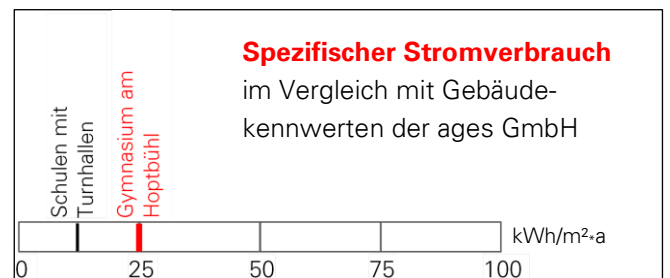 Spezifischer Stromverbrauch
im Vergleich mit Gebäude-
kennwerten der ages GmbH
Schulen mit
Turnhallen
Gymnasium am
Hoptbühl
kWh/m²*a
0 25 50 75 100